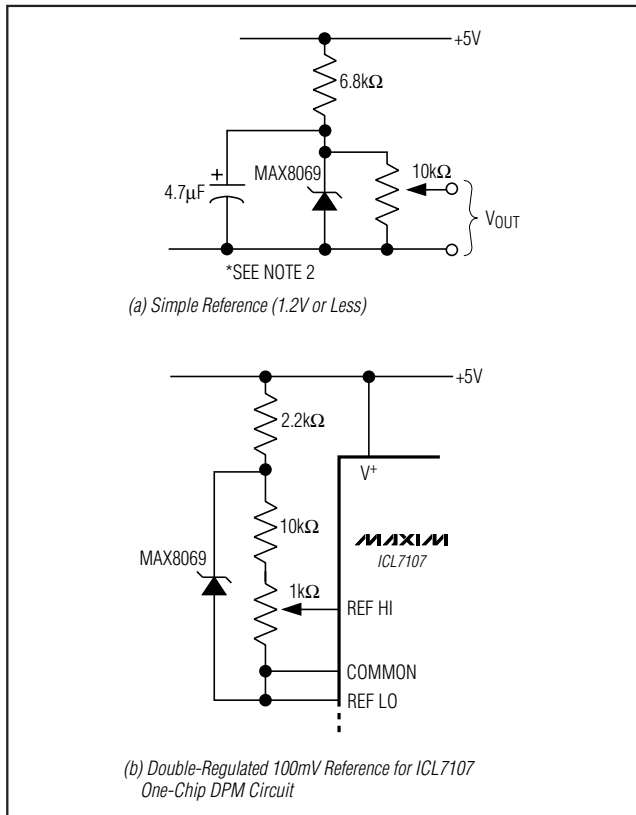 +5V
6.8kΩ
+
4.7µF
MAX8069
10kΩ
VOUT
*SEE NOTE 2
(a) Simple Reference (1.2V or Less)
+5V
2.2kΩ
V+
10kΩ
MAXIM
ICL7107
MAX8069
1kΩ
REF HI
COMMON
REF LO
(b) Double-Regulated 100mV Reference for ICL7107
One-Chip DPM Circuit